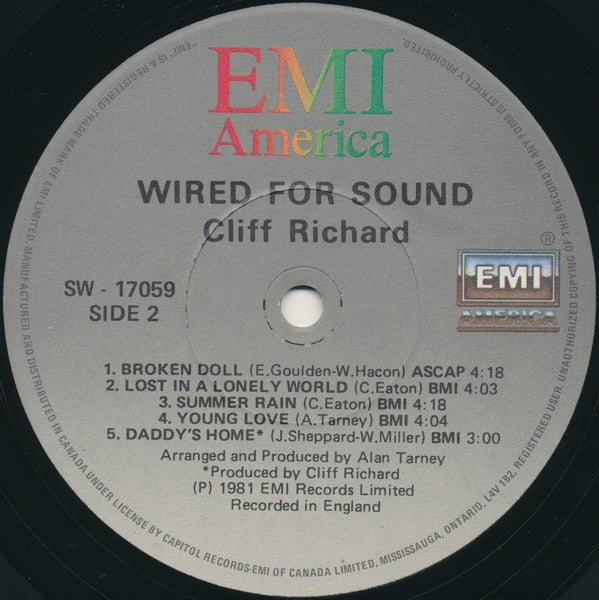 EMI
America
WIRED FOR SOUND
Cliff Richard
SW - 17059
SIDE 2
®
EMI
AMERICA
1. BROKEN DOLL (E.Goulden-W.Hacon) ASCAP 4:18
2. LOST IN A LONELY WORLD (C.Eaton) BMI 4:03
3. SUMMER RAIN (C.Eaton) BMI 4:18
4. YOUNG LOVE (A.Tarney) BMI 4:04
5. DADDY'S HOME* (J.Sheppard-W.Miller) BMI 3:00
Arranged and Produced by Alan Tarney
*Produced by Cliff Richard
(P) 1981 EMI Records Limited
Recorded in England
"EMI" IS A REGISTERED TRADE MARK OF EMI LIMITED. MANUFACTURED AND DISTRIBUTED IN CANADA UNDER LICENSE BY CAPITOL RECORDS-EMI OF CANADA LIMITED, MISSISSAUGA, ONTARIO, L4V 1B2. REGISTERED USER. UNAUTHORIZED COPYING OF THIS RECORD IN ANY FORM IS STRICTLY PROHIBITED.